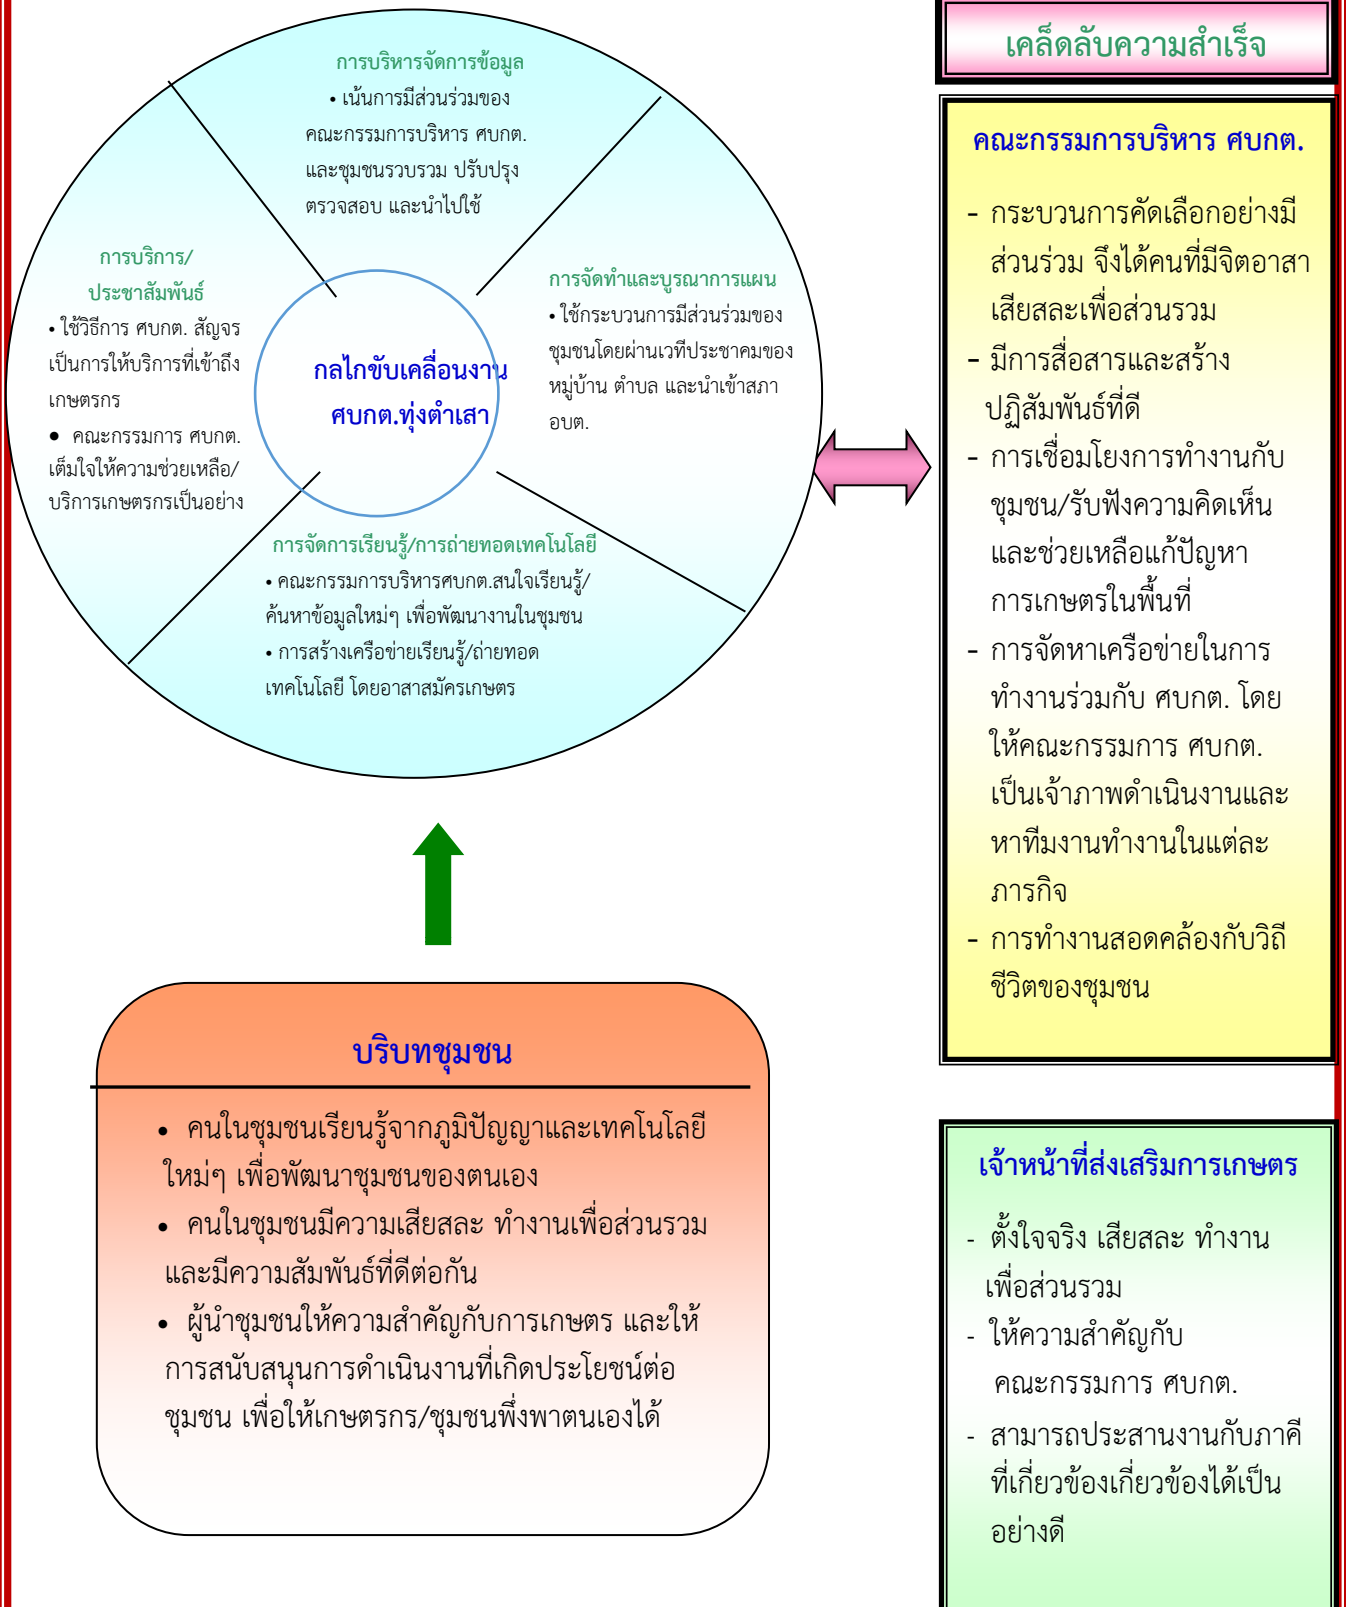 การบริหารจัดการข้อมูล
• เน้นการมีส่วนร่วมของ
คณะกรรมการบริหาร ศบกต.
และชุมชนรวบรวม ปรับปรุง
ตรวจสอบ และนำไปใช้
การบริการ/
ประชาสัมพันธ์
• ใช้วิธีการ ศบกต. สัญจร
เป็นการให้บริการที่เข้าถึง
เกษตรกร
• คณะกรรมการ ศบกต.
เต็มใจให้ความช่วยเหลือ/
บริการเกษตรกรเป็นอย่าง
กลไกขับเคลื่อนงาน
ศบกต.ทุ่งตำเสา
การจัดทำและบูรณาการแผน
• ใช้กระบวนการมีส่วนร่วมของ
ชุมชนโดยผ่านเวทีประชาคมของ
หมู่บ้าน ตำบล และนำเข้าสภา
อบต.
การจัดการเรียนรู้/การถ่ายทอดเทคโนโลยี
• คณะกรรมการบริหารศบกต.สนใจเรียนรู้/
ค้นหาข้อมูลใหม่ๆ เพื่อพัฒนางานในชุมชน
• การสร้างเครือข่ายเรียนรู้/ถ่ายทอด
เทคโนโลยี โดยอาสาสมัครเกษตร
บริบทชุมชน
• คนในชุมชนเรียนรู้จากภูมิปัญญาและเทคโนโลยี
ใหม่ๆ เพื่อพัฒนาชุมชนของตนเอง
• คนในชุมชนมีความเสียสละ ทำงานเพื่อส่วนรวม
และมีความสัมพันธ์ที่ดีต่อกัน
• ผู้นำชุมชนให้ความสำคัญกับการเกษตร และให้
การสนับสนุนการดำเนินงานที่เกิดประโยชน์ต่อ
ชุมชน เพื่อให้เกษตรกร/ชุมชนพึ่งพาตนเองได้
เคล็ดลับความสำเร็จ
คณะกรรมการบริหาร ศบกต.
- กระบวนการคัดเลือกอย่างมี
ส่วนร่วม จึงได้คนที่มีจิตอาสา
เสียสละเพื่อส่วนรวม
- มีการสื่อสารและสร้าง
ปฏิสัมพันธ์ที่ดี
- การเชื่อมโยงการทำงานกับ
ชุมชน/รับฟังความคิดเห็น
และช่วยเหลือแก้ปัญหา
การเกษตรในพื้นที่
- การจัดหาเครือข่ายในการ
ทำงานร่วมกับ ศบกต. โดย
ให้คณะกรรมการ ศบกต.
เป็นเจ้าภาพดำเนินงานและ
หาทีมงานทำงานในแต่ละ
ภารกิจ
- การทำงานสอดคล้องกับวิถี
ชีวิตของชุมชน
เจ้าหน้าที่ส่งเสริมการเกษตร
- ตั้งใจจริง เสียสละ ทำงาน
เพื่อส่วนรวม
- ให้ความสำคัญกับ
คณะกรรมการ ศบกต.
- สามารถประสานงานกับภาคี
ที่เกี่ยวข้องเกี่ยวข้องได้เป็น
อย่างดี